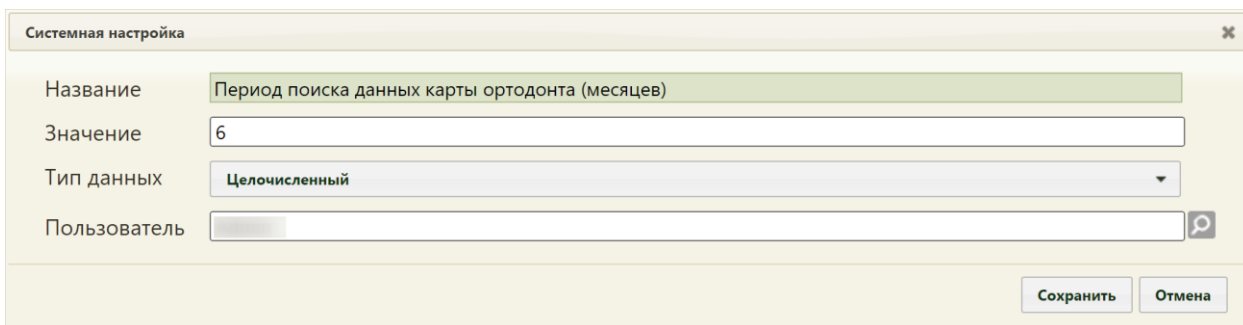 Системная настройка
Название Период поиска данных карты ортодонта (месяцев)
Значение 6
Тип данных Целочисленный
Пользователь
Сохранить Отмена